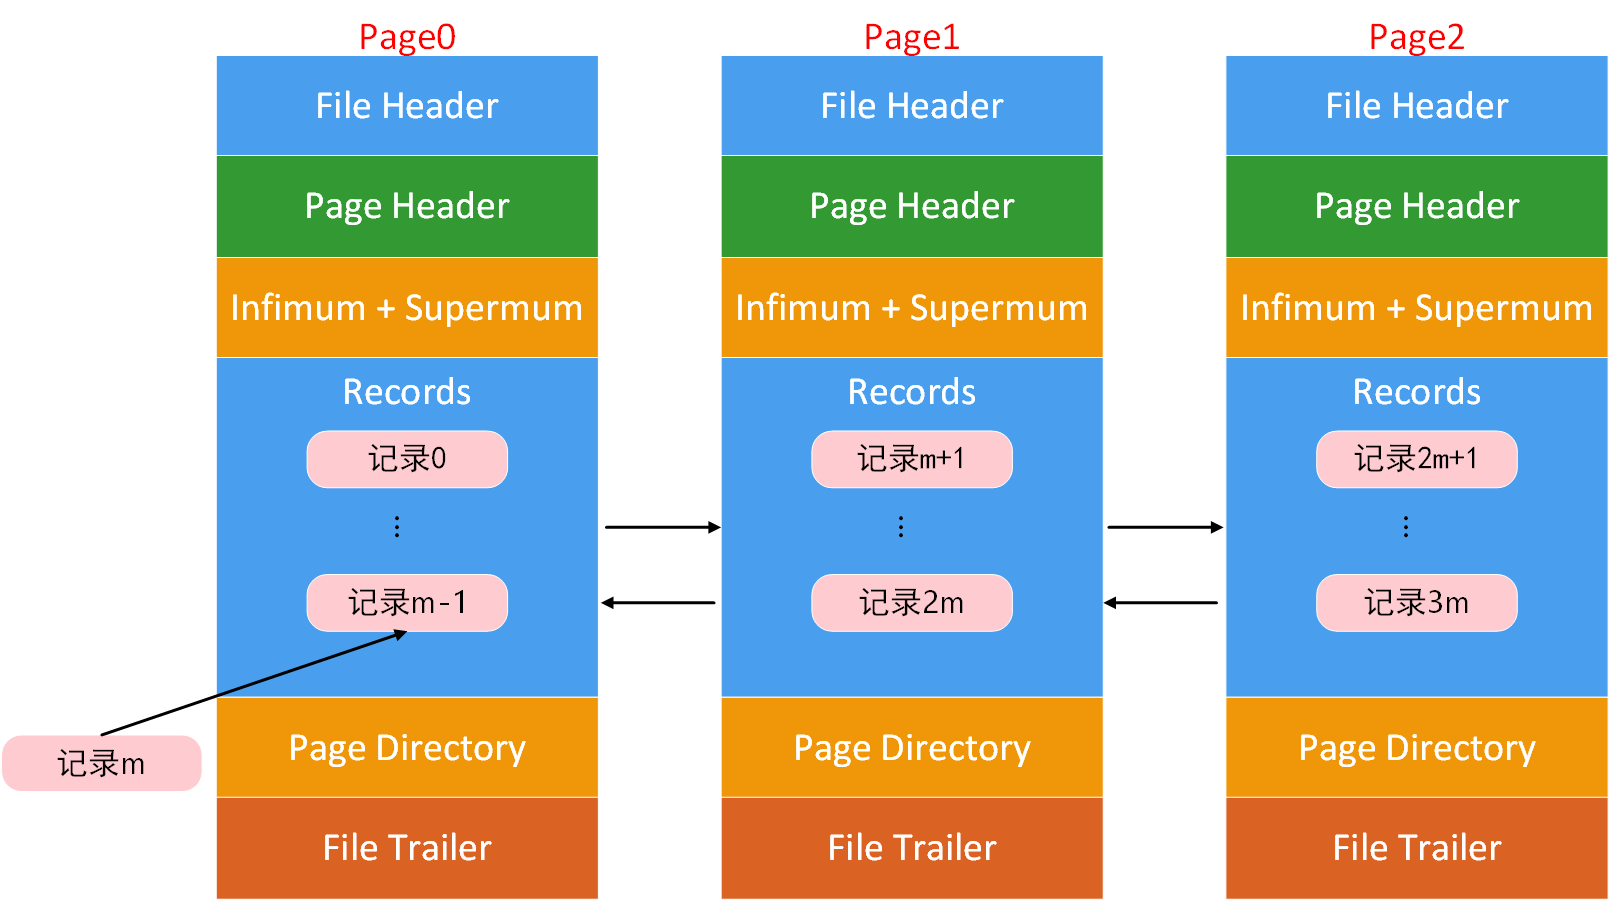 Page0
File Header
Page Header
Infimum + Supermum
Records
记录0
⋮
记录m-1
Page Directory
File Trailer
记录m
Page1
File Header
Page Header
Infimum + Supermum
Records
记录m+1
⋮
记录2m
Page Directory
File Trailer
Page2
File Header
Page Header
Infimum + Supermum
Records
记录2m+1
⋮
记录3m
Page Directory
File Trailer